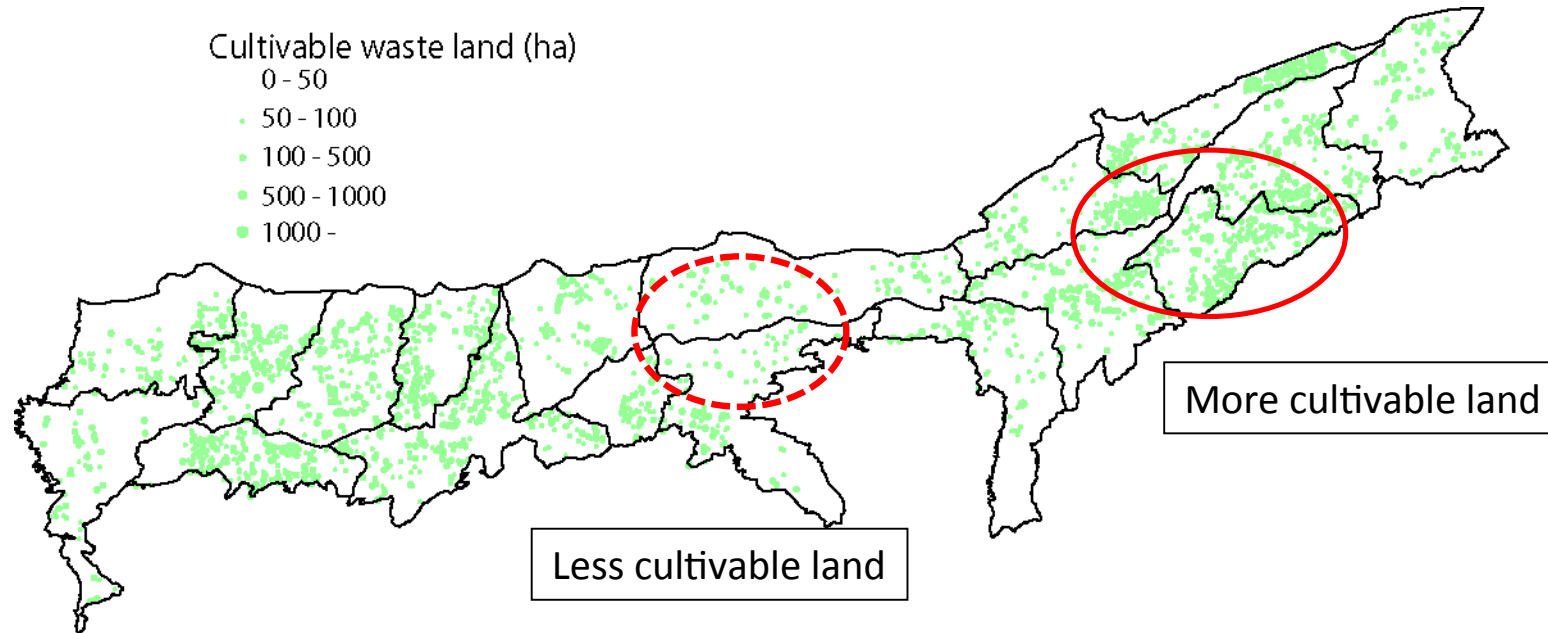 Cultivable waste land (ha)
0 - 50
50 - 100
100 - 500
500 - 1000
1000 -
More cultivable land
Less cultivable land